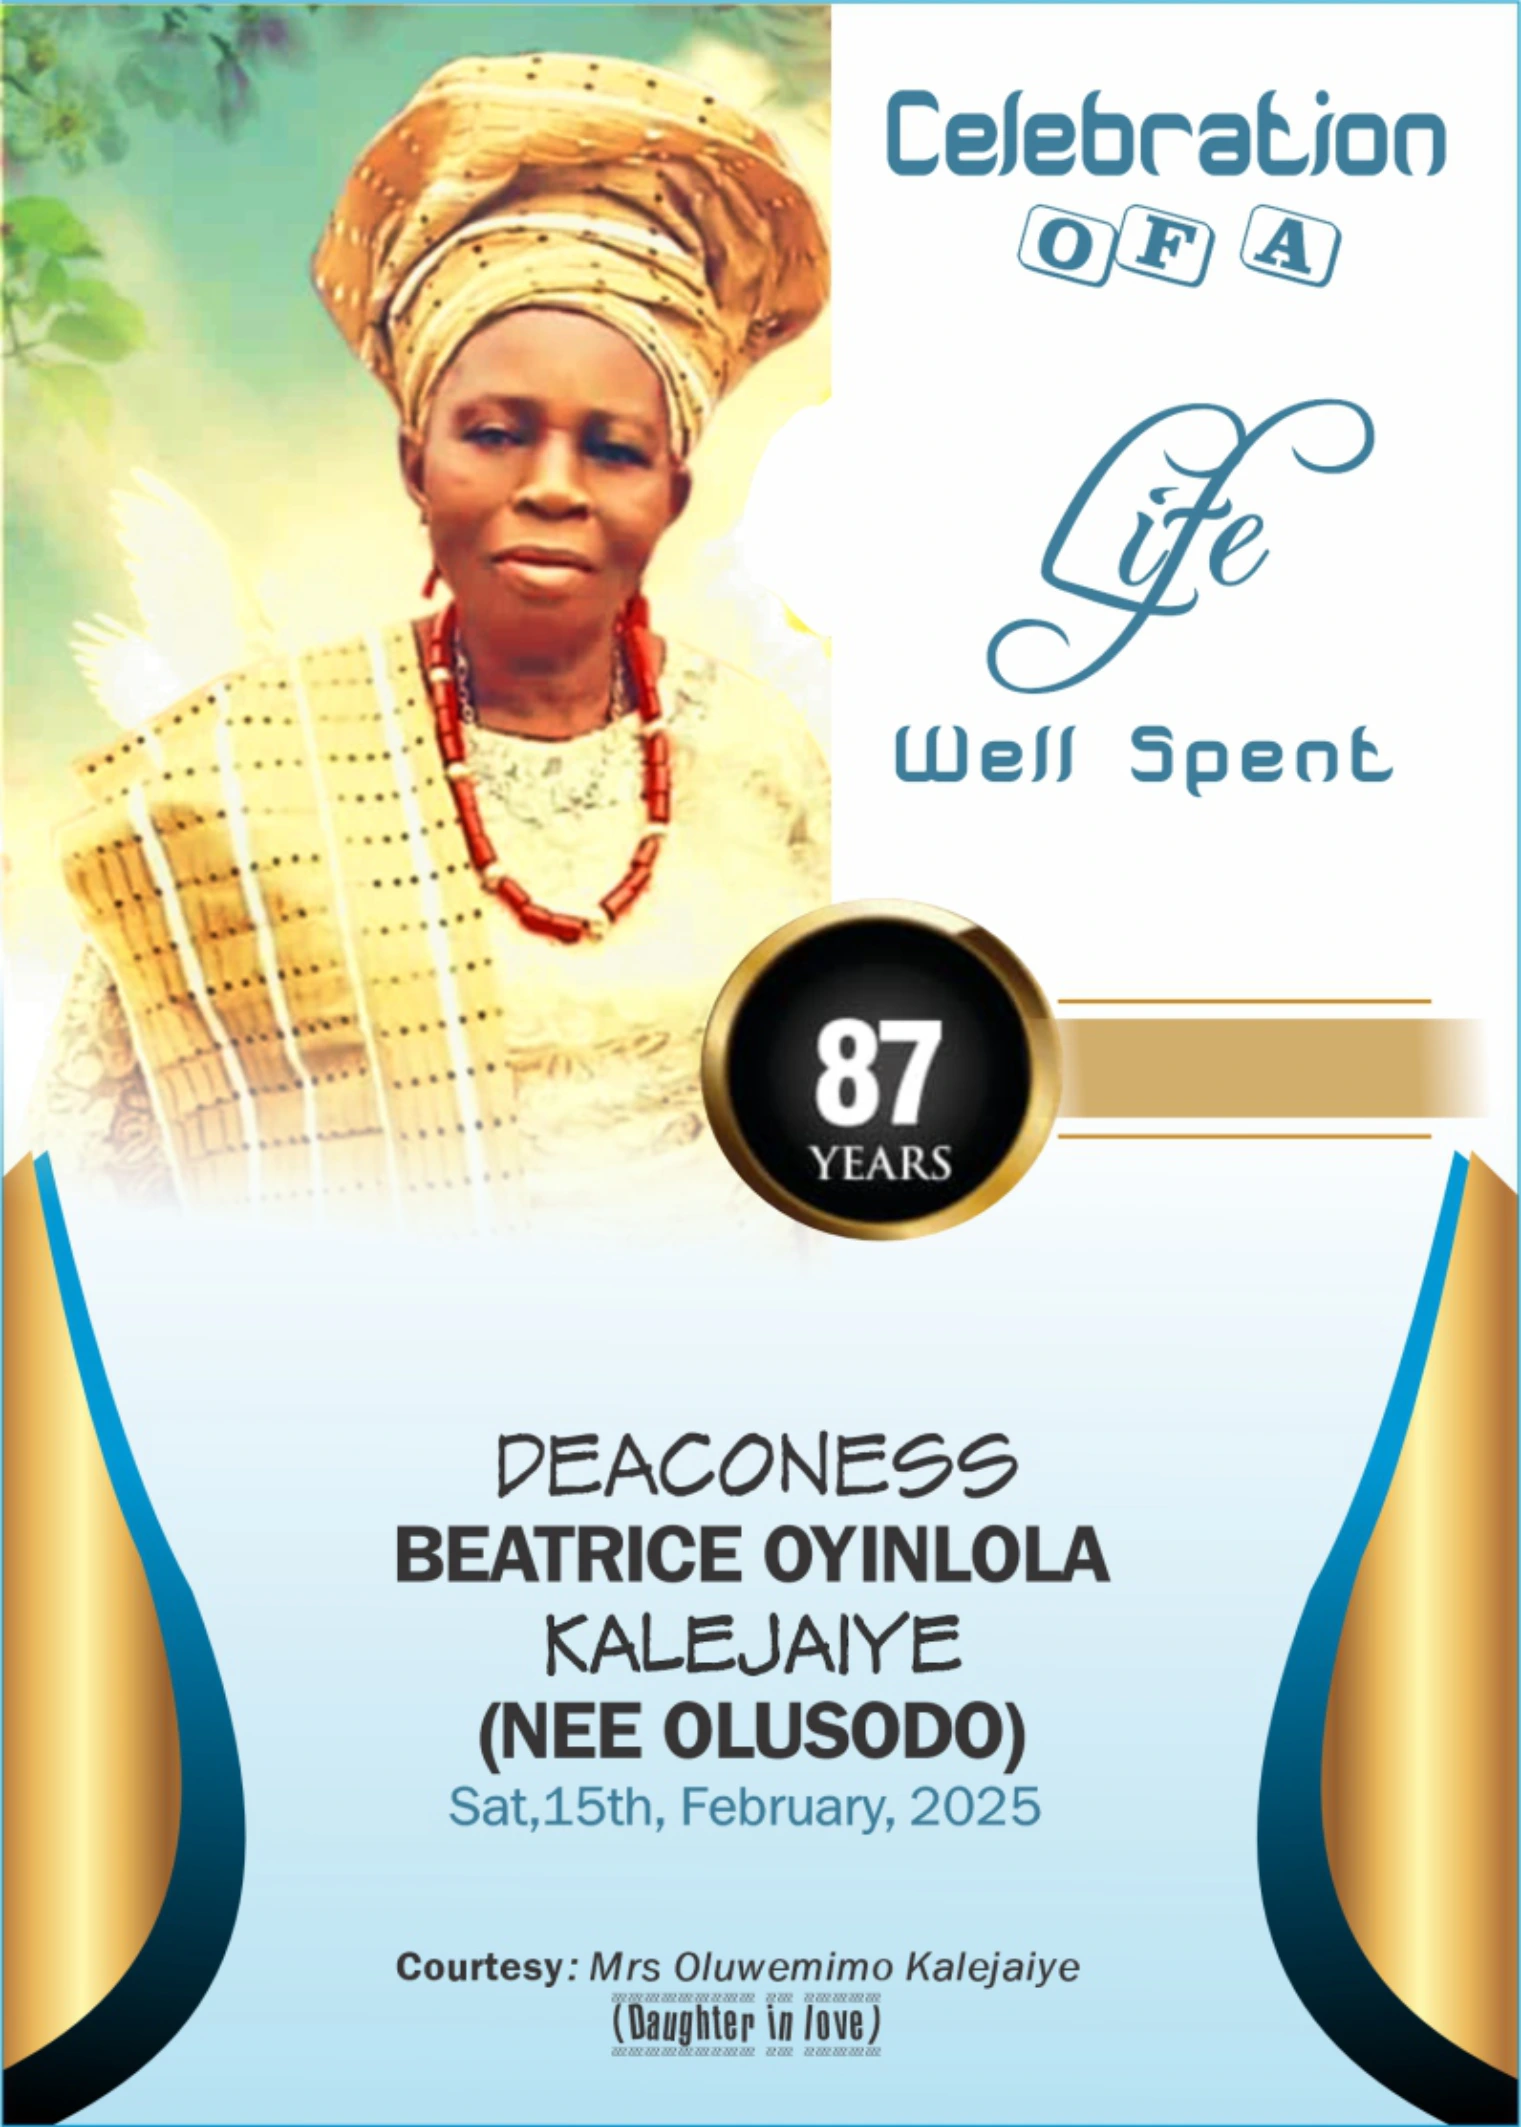 Celebration
OF A
Life
Well Spent
87
YEARS
DEACONESS
BEATRICE OYINLOLA
KALEJAIYE
(NEE OLUSODO)
Sat,15th, February, 2025
Courtesy: Mrs Oluwemimo Kalejaiye
(Daughter in love)